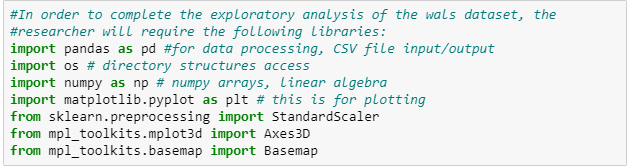 #In order to complete the exploratory analysis of the wals dataset, the
#researcher will require the following libraries:
import pandas as pd #for data processing, CSV file input/output
import os # directory structures access
import numpy as np # numpy arrays, linear algebra
import matplotlib.pyplot as plt # this is for plotting
from sklearn.preprocessing import StandardScaler
from mpl_toolkits.mplot3d import Axes3D
from mpl_toolkits.basemap import Basemap